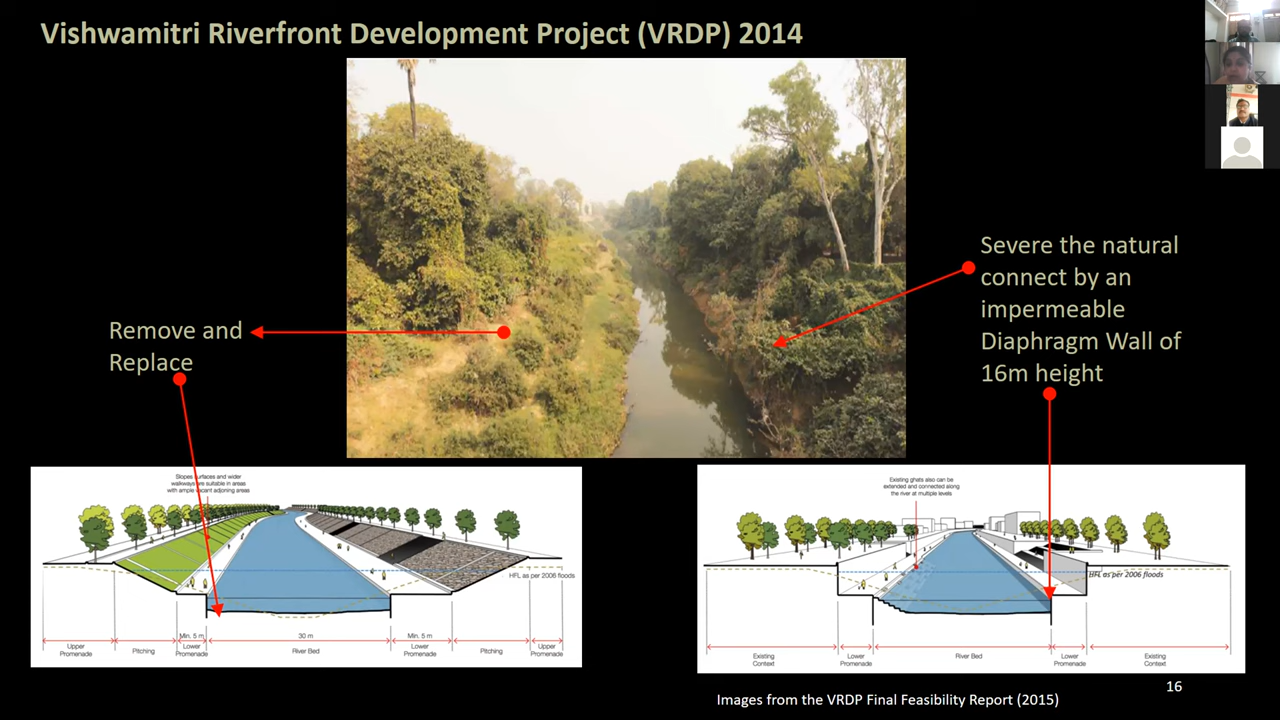 Vishwamitri Riverfront Development Project (VRDP) 2014
Remove and
Replace
Severe the natural
connect by an
impermeable
Diaphragm Wall of
16m height
Slopes surfaces and wider
walkways are suitable in areas
with ample vacant adjoining areas
HFL as per 2006 floods
Min. 5 m
30 m
Min. 5 m
Upper
Promenade
Pitching
Lower
Promenade
River Bed
Lower
Promenade
Pitching
Upper
Promenade
Existing ghats also can be
extended and connected along
the river at multiple levels
HFL as per 2006 floods
Existing
Context
Lower
Promenade
River Bed
Lower
Promenade
Existing
Context
16
Images from the VRDP Final Feasibility Report (2015)